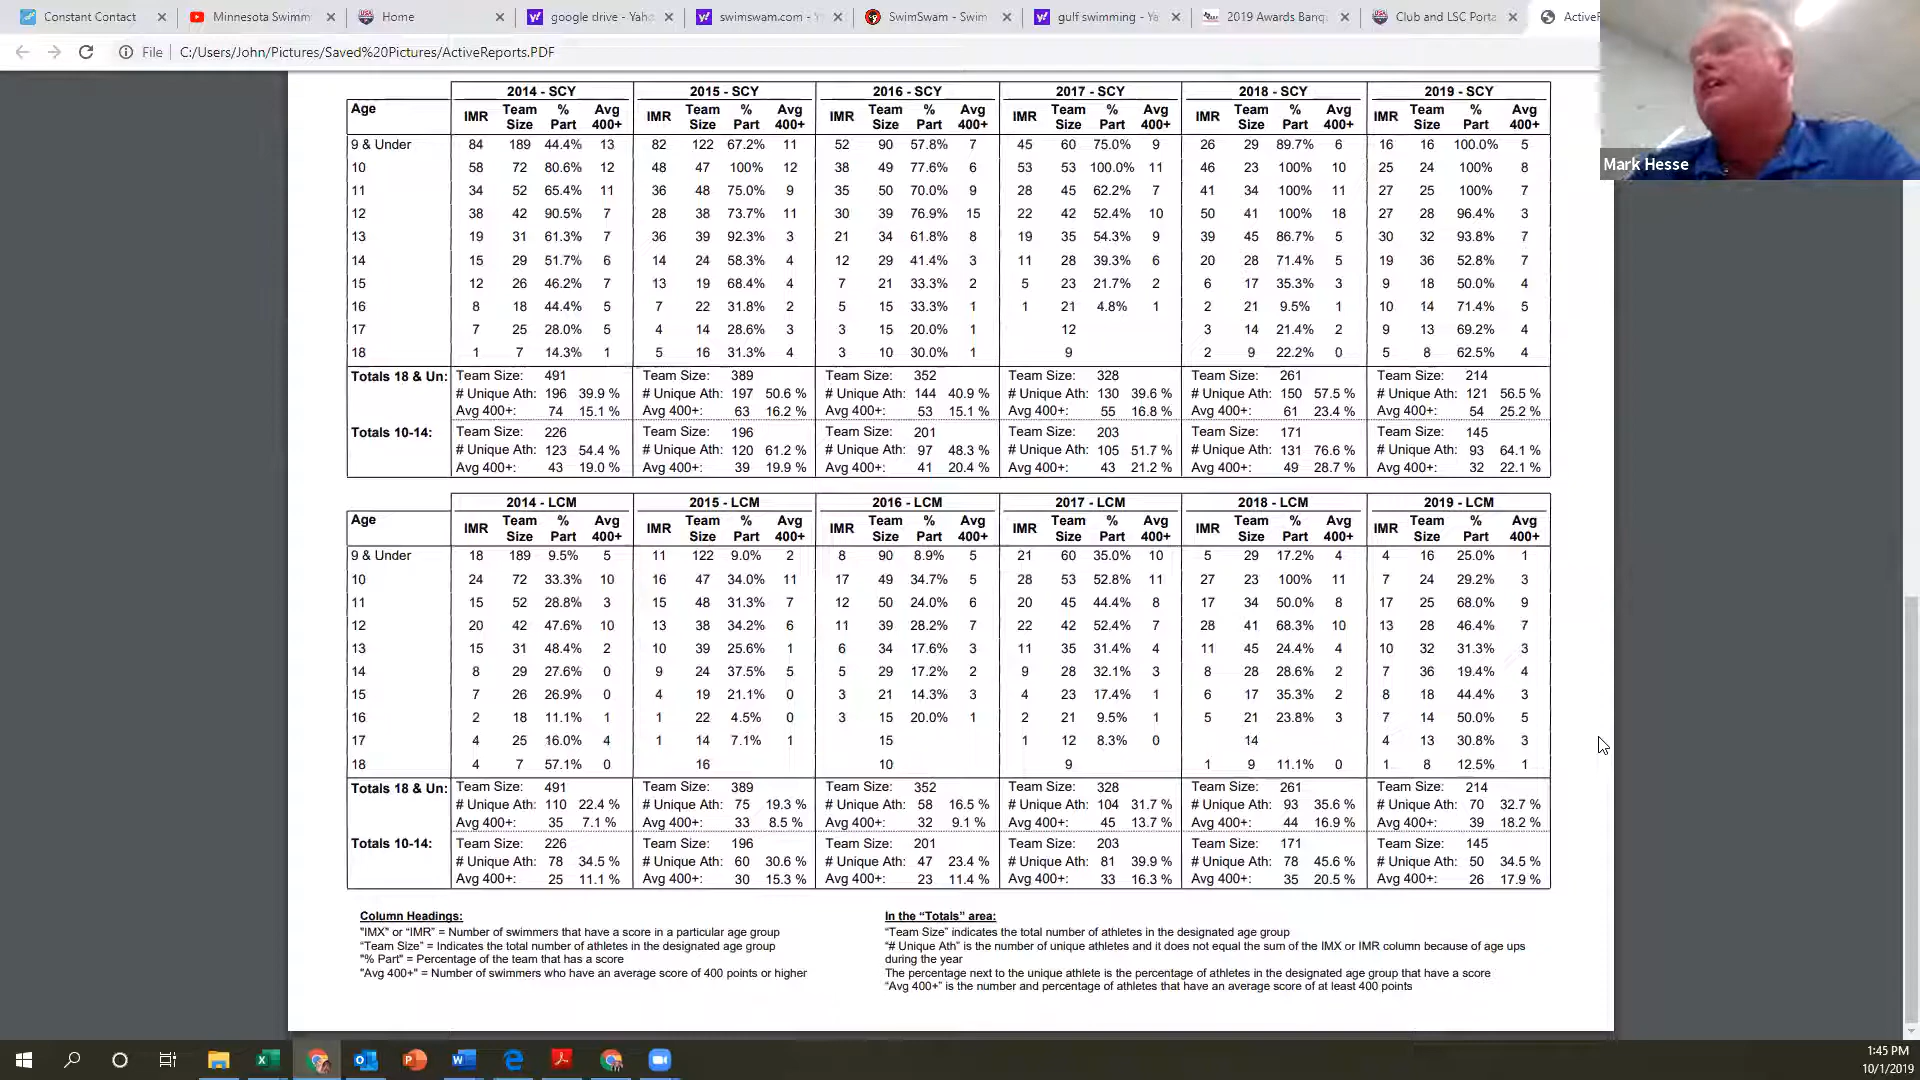 Constant Contact
Minnesota Swimm
Home
google drive - Yaho
swimswam.com - Y
SwimSwam - Swim
gulf swimming - Ya
2019 Awards Banqu
Club and LSC Porta
ActiveR
File C:/Users/John/Pictures/Saved%20Pictures/ActiveReports.PDF
Mark Hesse
2014 - SCY 2015 - SCY 2016 - SCY 2017 - SCY 2018 - SCY 2019 - SCY
Age IMR Team Size % Part Avg 400+ IMR Team Size % Part Avg 400+ IMR Team Size % Part Avg 400+ IMR Team Size % Part Avg 400+ IMR Team Size % Part Avg 400+ IMR Team Size % Part Avg 400+
9 & Under 84 189 44.4% 13 82 122 67.2% 11 52 90 57.8% 7 45 60 75.0% 9 26 29 89.7% 6 16 16 100.0% 5
10 58 72 80.6% 12 48 47 100% 12 38 49 77.6% 6 53 53 100.0% 11 46 23 100% 10 25 24 100% 8
11 34 52 65.4% 11 36 48 75.0% 9 35 50 70.0% 9 28 45 62.2% 7 41 34 100% 11 27 25 100% 7
12 38 42 90.5% 7 28 38 73.7% 11 30 39 76.9% 15 22 42 52.4% 10 50 41 100% 18 27 28 96.4% 3
13 19 31 61.3% 7 36 39 92.3% 3 21 34 61.8% 8 19 35 54.3% 9 39 45 86.7% 5 30 32 93.8% 7
14 15 29 51.7% 6 14 24 58.3% 4 12 29 41.4% 3 11 28 39.3% 6 20 28 71.4% 5 19 36 52.8% 7
15 12 26 46.2% 7 13 19 68.4% 4 7 21 33.3% 2 5 23 21.7% 2 6 17 35.3% 3 9 18 50.0% 4
16 8 18 44.4% 5 7 22 31.8% 2 5 15 33.3% 1 1 21 4.8% 1 2 21 9.5% 1 10 14 71.4% 5
17 7 25 28.0% 5 4 14 28.6% 3 3 15 20.0% 1 12 3 14 21.4% 2 9 13 69.2% 4
18 1 7 14.3% 1 5 16 31.3% 4 3 10 30.0% 1 9 2 9 22.2% 0 5 8 62.5% 4
Totals 18 & Un: Team Size: 491 Team Size: 389 Team Size: 352 Team Size: 328 Team Size: 261 Team Size: 214
# Unique Ath: 196 39.9 % # Unique Ath: 197 50.6 % # Unique Ath: 144 40.9 % # Unique Ath: 130 39.6 % # Unique Ath: 150 57.5 % # Unique Ath: 121 56.5 %
Avg 400+: 74 15.1 % Avg 400+: 63 16.2 % Avg 400+: 53 15.1 % Avg 400+: 55 16.8 % Avg 400+: 61 23.4 % Avg 400+: 54 25.2 %
Totals 10-14: Team Size: 226 Team Size: 196 Team Size: 201 Team Size: 203 Team Size: 171 Team Size: 145
# Unique Ath: 123 54.4 % # Unique Ath: 120 61.2 % # Unique Ath: 97 48.3 % # Unique Ath: 105 51.7 % # Unique Ath: 131 76.6 % # Unique Ath: 93 64.1 %
Avg 400+: 43 19.0 % Avg 400+: 39 19.9 % Avg 400+: 41 20.4 % Avg 400+: 43 21.2 % Avg 400+: 49 28.7 % Avg 400+: 32 22.1 %
2014 - LCM 2015 - LCM 2016 - LCM 2017 - LCM 2018 - LCM 2019 - LCM
Age IMR Team Size % Part Avg 400+ IMR Team Size % Part Avg 400+ IMR Team Size % Part Avg 400+ IMR Team Size % Part Avg 400+ IMR Team Size % Part Avg 400+ IMR Team Size % Part Avg 400+
9 & Under 18 189 9.5% 5 11 122 9.0% 2 8 90 8.9% 5 21 60 35.0% 10 5 29 17.2% 4 4 16 25.0% 1
10 24 72 33.3% 10 16 47 34.0% 11 17 49 34.7% 5 28 53 52.8% 11 27 23 100% 11 7 24 29.2% 3
11 15 52 28.8% 3 15 48 31.3% 7 12 50 24.0% 6 20 45 44.4% 8 17 34 50.0% 8 17 25 68.0% 9
12 20 42 47.6% 10 13 38 34.2% 6 11 39 28.2% 7 22 42 52.4% 7 28 41 68.3% 10 13 28 46.4% 7
13 15 31 48.4% 2 10 39 25.6% 1 6 34 17.6% 3 11 35 31.4% 4 11 45 24.4% 4 10 32 31.3% 3
14 8 29 27.6% 0 9 24 37.5% 5 5 29 17.2% 2 9 28 32.1% 3 8 28 28.6% 2 7 36 19.4% 4
15 7 26 26.9% 0 4 19 21.1% 0 3 21 14.3% 3 4 23 17.4% 1 6 17 35.3% 2 8 18 44.4% 3
16 2 18 11.1% 1 1 22 4.5% 0 3 15 20.0% 1 2 21 9.5% 1 5 21 23.8% 3 7 14 50.0% 5
17 4 25 16.0% 4 1 14 7.1% 1 15 1 12 8.3% 0 14 4 13 30.8% 3
18 4 7 57.1% 0 16 10 9 1 9 11.1% 0 1 8 12.5% 1
Totals 18 & Un: Team Size: 491 Team Size: 389 Team Size: 352 Team Size: 328 Team Size: 261 Team Size: 214
# Unique Ath: 110 22.4 % # Unique Ath: 75 19.3 % # Unique Ath: 58 16.5 % # Unique Ath: 104 31.7 % # Unique Ath: 93 35.6 % # Unique Ath: 70 32.7 %
Avg 400+: 35 7.1 % Avg 400+: 33 8.5 % Avg 400+: 32 9.1 % Avg 400+: 45 13.7 % Avg 400+: 44 16.9 % Avg 400+: 39 18.2 %
Totals 10-14: Team Size: 226 Team Size: 196 Team Size: 201 Team Size: 203 Team Size: 171 Team Size: 145
# Unique Ath: 78 34.5 % # Unique Ath: 60 30.6 % # Unique Ath: 47 23.4 % # Unique Ath: 81 39.9 % # Unique Ath: 78 45.6 % # Unique Ath: 50 34.5 %
Avg 400+: 25 11.1 % Avg 400+: 30 15.3 % Avg 400+: 23 11.4 % Avg 400+: 33 16.3 % Avg 400+: 35 20.5 % Avg 400+: 26 17.9 %
Column Headings:
"IMX" or "IMR" = Number of swimmers that have a score in a particular age group
"Team Size" = Indicates the total number of athletes in the designated age group
"% Part" = Percentage of the team that has a score
"Avg 400+" = Number of swimmers who have an average score of 400 points or higher
In the "Totals" area:
"Team Size" indicates the total number of athletes in the designated age group
"# Unique Ath" is the number of unique athletes and it does not equal the sum of the IMX or IMR column because of age ups
during the year
The percentage next to the unique athlete is the percentage of athletes in the designated age group that have a score
"Avg 400+" is the number and percentage of athletes that have an average score of at least 400 points
1:45 PM
10/1/2019